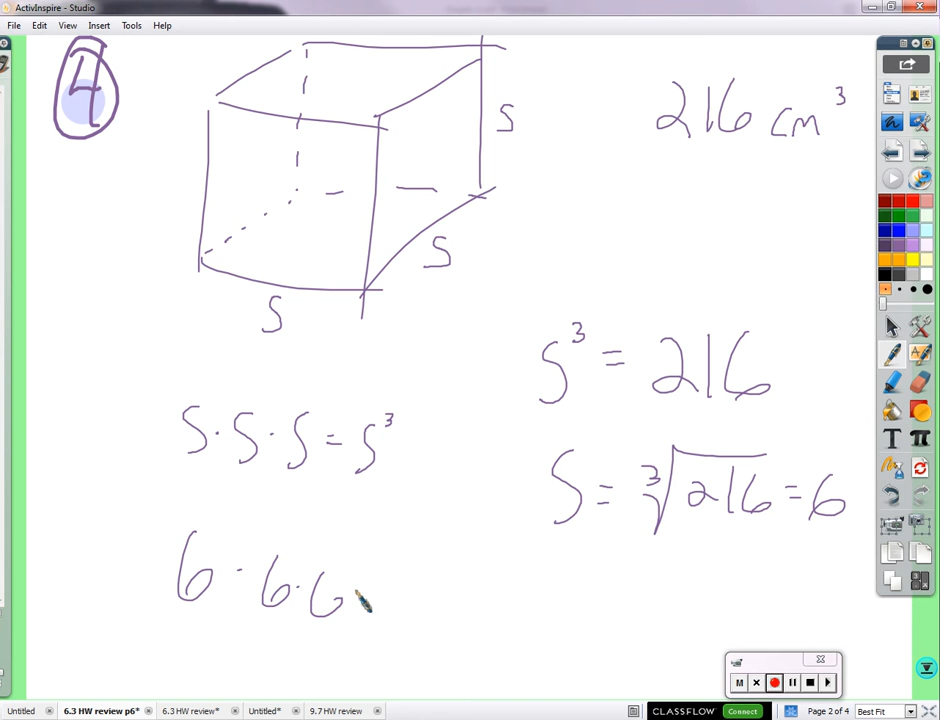 ActivInspire - Studio
File Edit View Insert Tools Help
4
216 cm³
S
S
S
S³ = 216
S·S·S = S³
S = ∛216 = 6
6·6·6
M
Untitled 6.3 HW review p6* 6.3 HW review* Untitled* 9.7 HW review
CLASSFLOW Connect Page 2 of 4 Best Fit